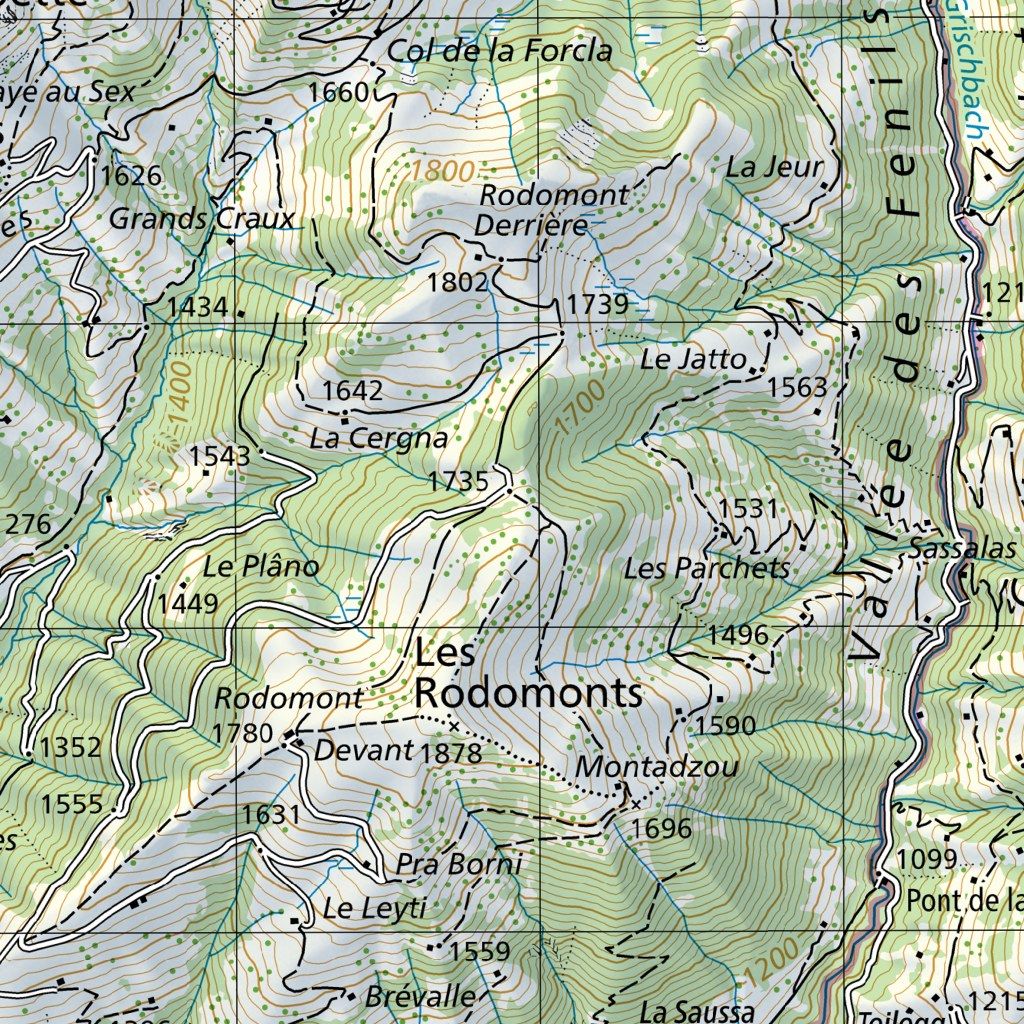 Col de la Forcla
1660
aye au Sex
Grischbach
1626
1800
La Jeur
Rodomont
Derrière
Grands Craux
1802
1434
1739
121
Vallée des Fenils
Le Jatto
1563
1400
1642
1700
La Cergna
1543
1735
276
1531
Le Plâno
Les Parchets
Sassalas
1449
1496
Les
Rodomonts
Rodomont
Devant
1780
1878
1590
1352
Montadzou
1555
1631
1696
es
Pra Borni
1099
Le Leyti
Pont de la
1559
1200
Brévalle
La Saussa
1215